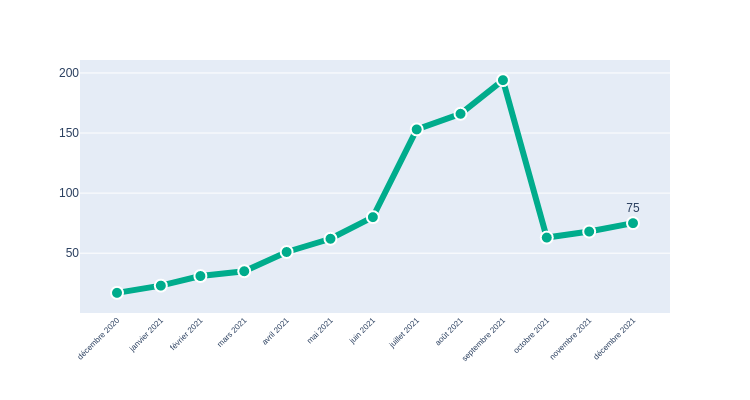 200
150
100
50
75
décembre 2020
janvier 2021
février 2021
mars 2021
avril 2021
mai 2021
juin 2021
juillet 2021
août 2021
septembre 2021
octobre 2021
novembre 2021
décembre 2021